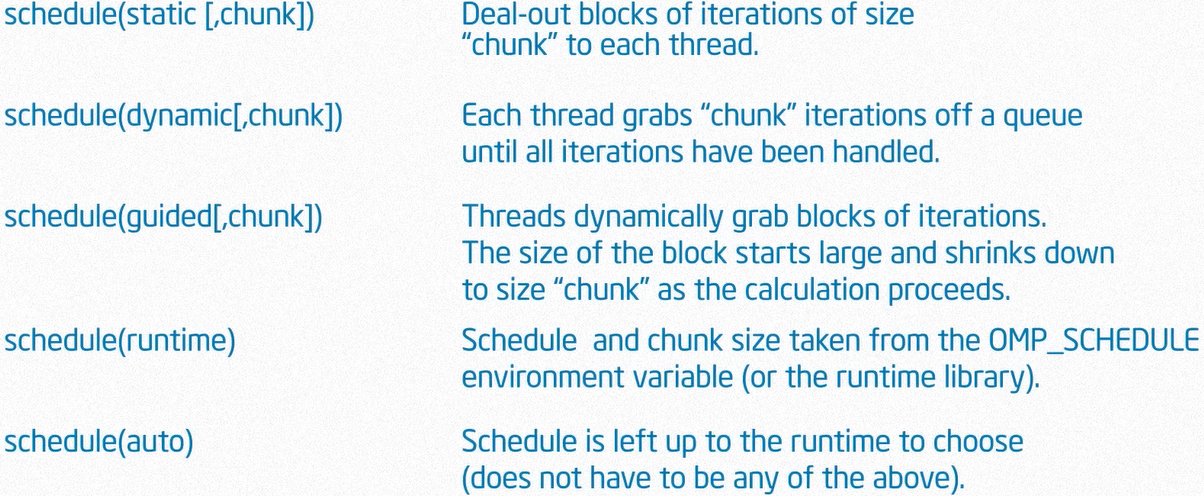 schedule(static [,chunk]) Deal-out blocks of iterations of size
“chunk” to each thread.
schedule(dynamic[,chunk]) Each thread grabs “chunk” iterations off a queue
until all iterations have been handled.
schedule(guided[,chunk]) Threads dynamically grab blocks of iterations.
The size of the block starts large and shrinks down
to size “chunk” as the calculation proceeds.
schedule(runtime) Schedule  and chunk size taken from the OMP_SCHEDULE
environment variable (or the runtime library).
schedule(auto) Schedule is left up to the runtime to choose
(does not have to be any of the above).